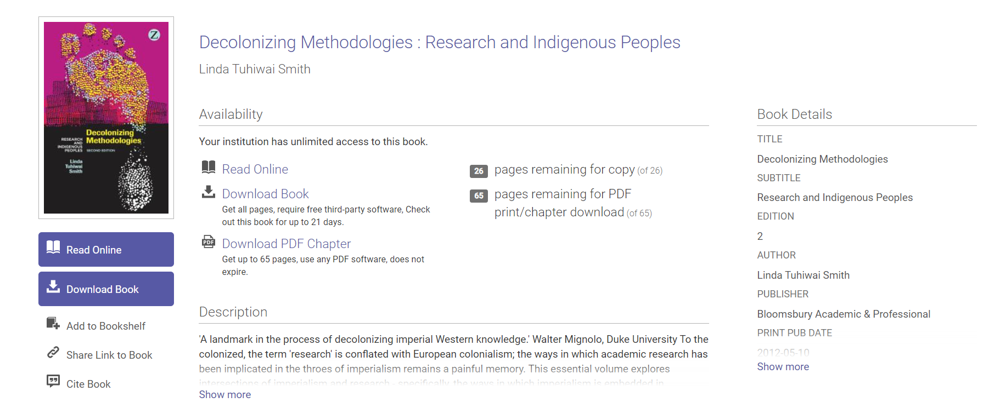 Z
Decolonizing
Methodologies
RESEARCH
AND
INDIGENOUS
PEOPLES
SECOND EDITION
Linda
Tuhiwai
Smith
Read Online
Download Book
Add to Bookshelf
Share Link to Book
Cite Book
Decolonizing Methodologies : Research and Indigenous Peoples
Linda Tuhiwai Smith
Availability
Your institution has unlimited access to this book.
Read Online
Download Book
Get all pages, require free third-party software, Check
out this book for up to 21 days.
PDF
Download PDF Chapter
Get up to 65 pages, use any PDF software, does not
expire.
26 pages remaining for copy (of 26)
65 pages remaining for PDF
print/chapter download (of 65)
Description
'A landmark in the process of decolonizing imperial Western knowledge.' Walter Mignolo, Duke University To the
colonized, the term 'research' is conflated with European colonialism; the ways in which academic research has
been implicated in the throes of imperialism remains a painful memory. This essential volume explores
intersections of imperialism and research - specifically, the ways in which imperialism is embedded in
Show more
Book Details
TITLE
Decolonizing Methodologies
SUBTITLE
Research and Indigenous Peoples
EDITION
2
AUTHOR
Linda Tuhiwai Smith
PUBLISHER
Bloomsbury Academic & Professional
PRINT PUB DATE
2012-05-10
Show more